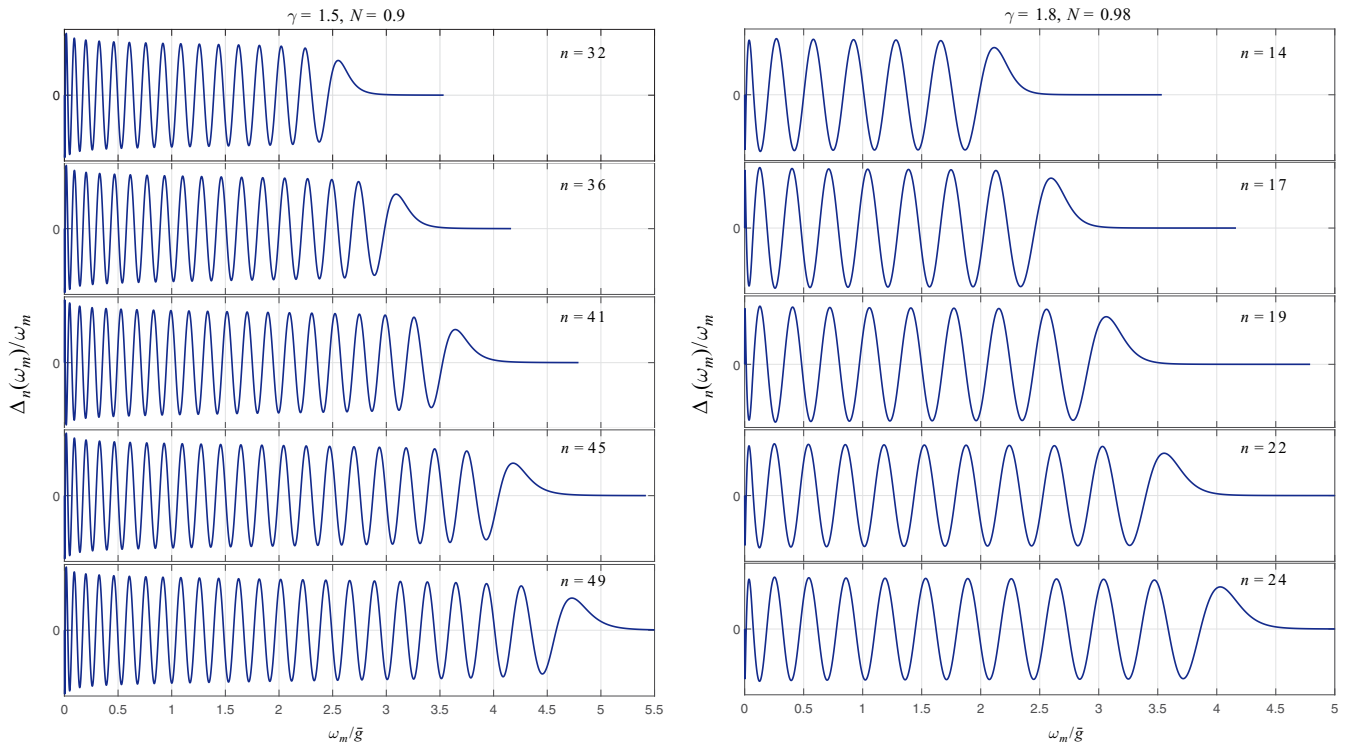 γ = 1.5, N = 0.9
n = 32
0
n = 36
0
n = 41
0
n = 45
0
n = 49
0
Δn(ωm)/ωm
0 0.5 1 1.5 2 2.5 3 3.5 4 4.5 5 5.5
ωm/ḡ
γ = 1.8, N = 0.98
n = 14
0
n = 17
0
n = 19
0
n = 22
0
n = 24
0
Δn(ωm)/ωm
0 0.5 1 1.5 2 2.5 3 3.5 4 4.5 5
ωm/ḡ